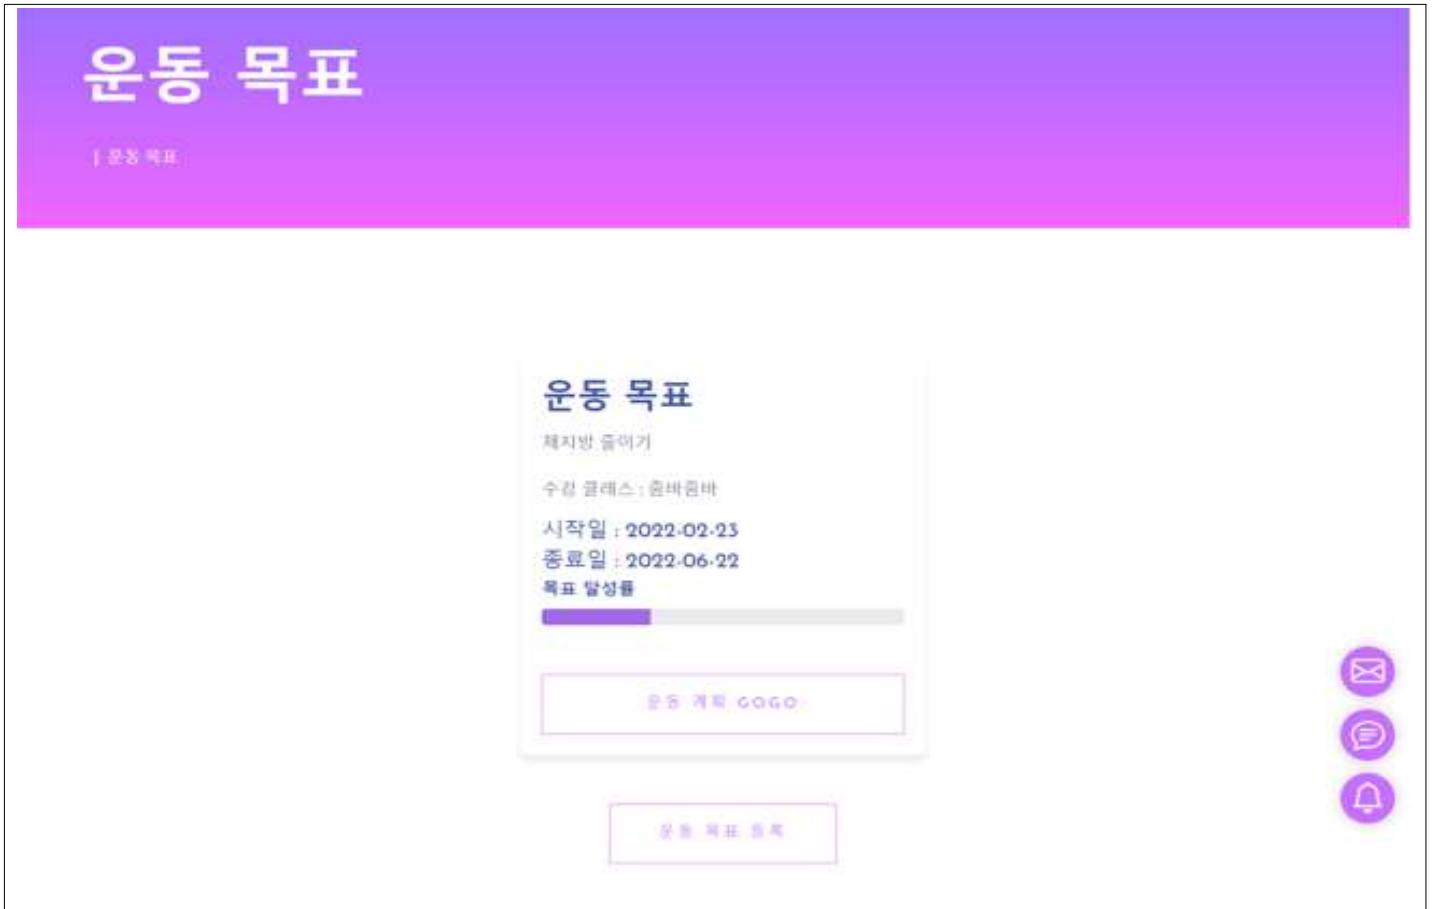 운동 목표
| 운동 목표
운동 목표
체지방 줄이기
수강 클래스 : 줌바줌바
시작일 : 2022-02-23
종료일 : 2022-06-22
목표 달성률
운동 계획 GOGO
운동 목표 등록